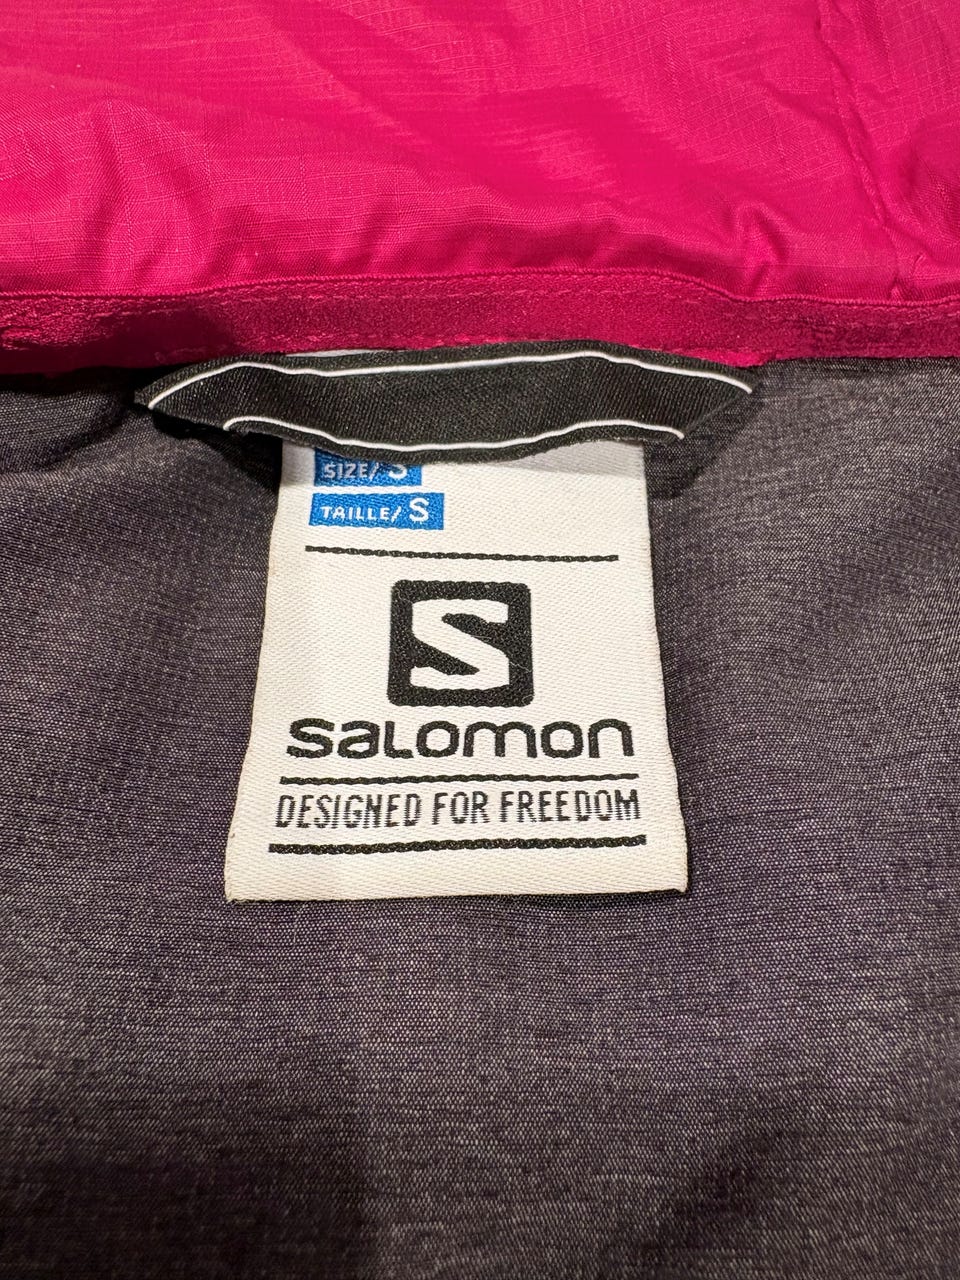 SIZE/ S
TAILLE/ S
S
salomon
DESIGNED FOR FREEDOM